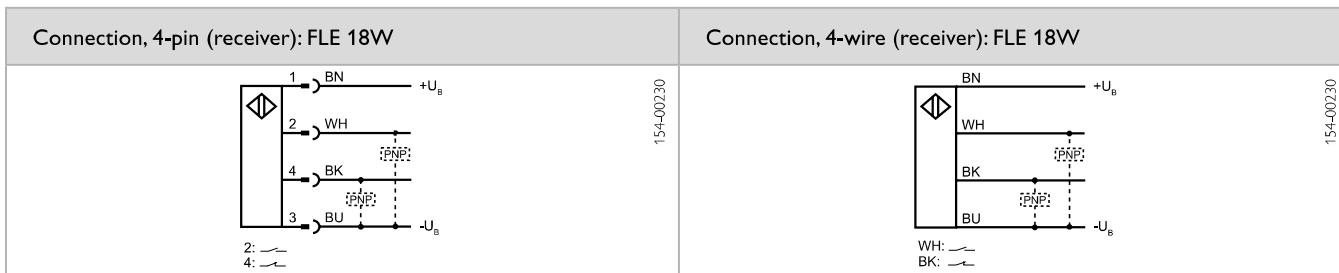 Connection, 4-pin (receiver): FLE 18W
Connection, 4-wire (receiver): FLE 18W
1 BN +UB
2 WH
PNP
4 BK
PNP
3 BU -UB
2:
4:
154-00230
BN +UB
WH
PNP
BK
PNP
BU -UB
WH:
BK:
154-00230